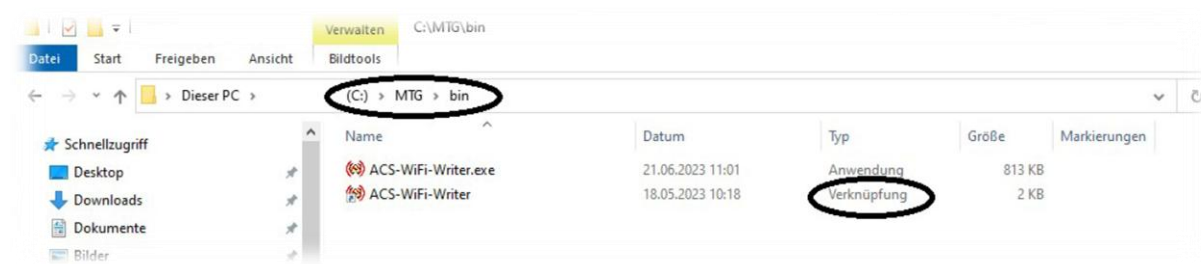 Verwalten C:\MTG\bin
Datei Start Freigeben Ansicht Bildtools
Dieser PC > (C:) > MTG > bin
Name Datum Typ Größe Markierungen
Schnellzugriff
Desktop
ACS-WiFi-Writer.exe 21.06.2023 11:01 Anwendung 813 KB
Downloads
ACS-WiFi-Writer 18.05.2023 10:18 Verknüpfung 2 KB
Dokumente
Bilder